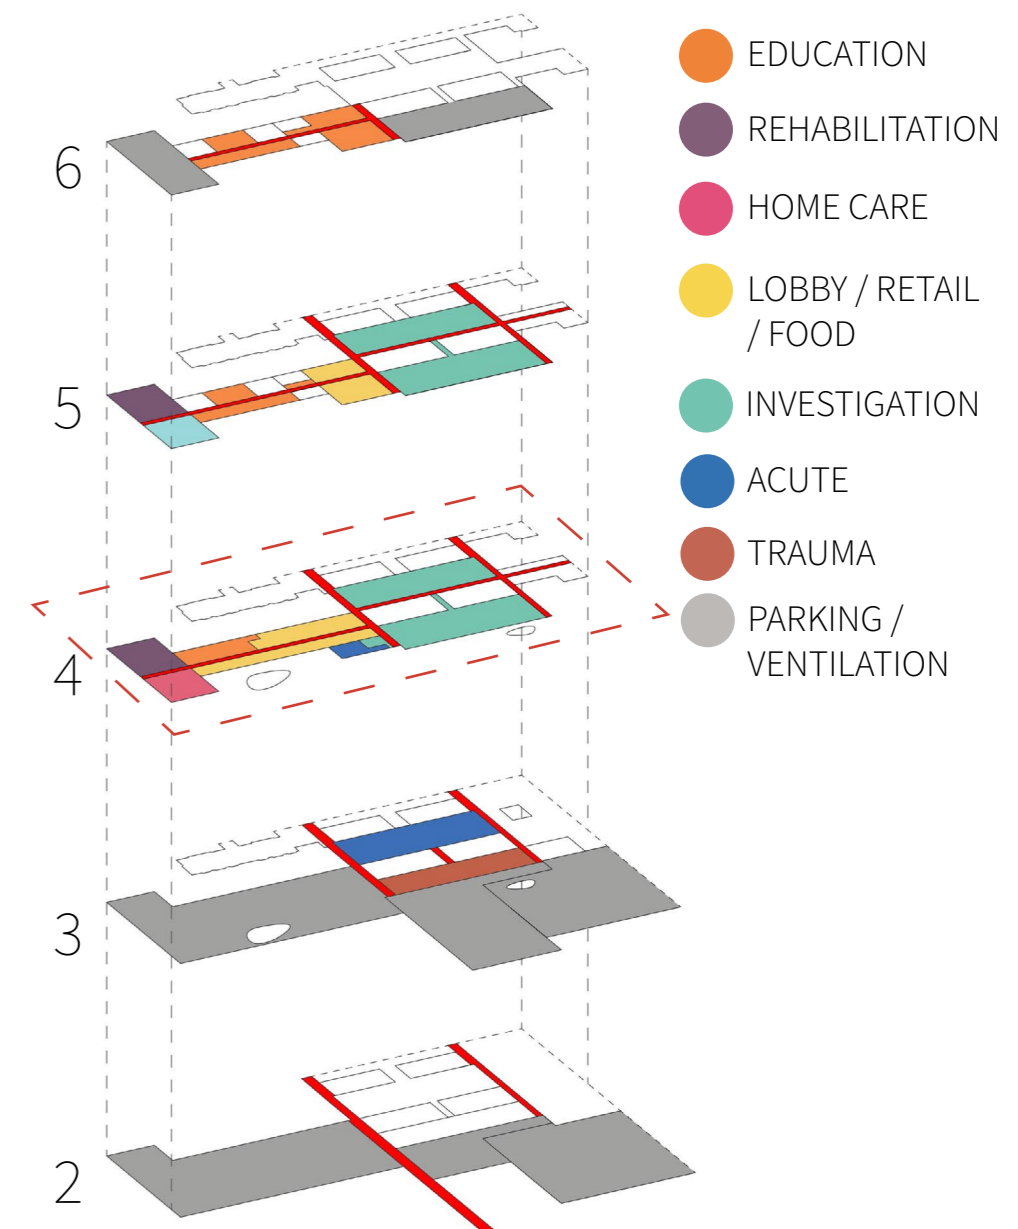 EDUCATION
REHABILITATION
HOME CARE
LOBBY / RETAIL
/ FOOD
INVESTIGATION
ACUTE
TRAUMA
PARKING /
VENTILATION
6
5
4
3
2